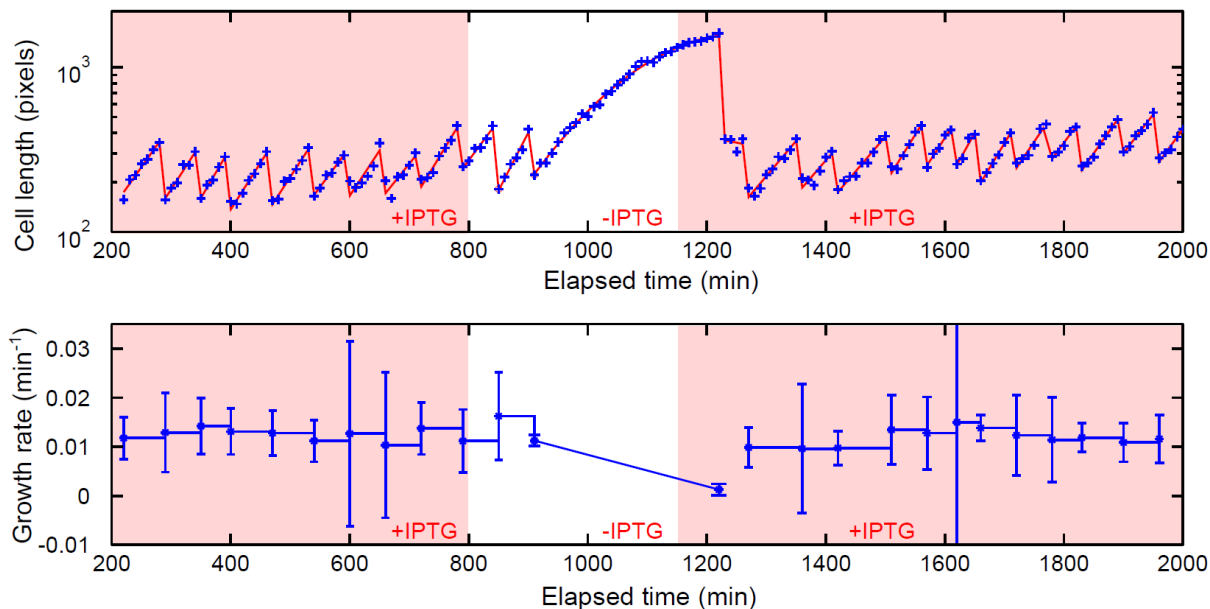 Cell length (pixels)
10³
10²
+IPTG
-IPTG
+IPTG
200 400 600 800 1000 1200 1400 1600 1800 2000
Elapsed time (min)
Growth rate (min⁻¹)
0.03
0.02
0.01
0
-0.01
+IPTG
-IPTG
+IPTG
200 400 600 800 1000 1200 1400 1600 1800 2000
Elapsed time (min)